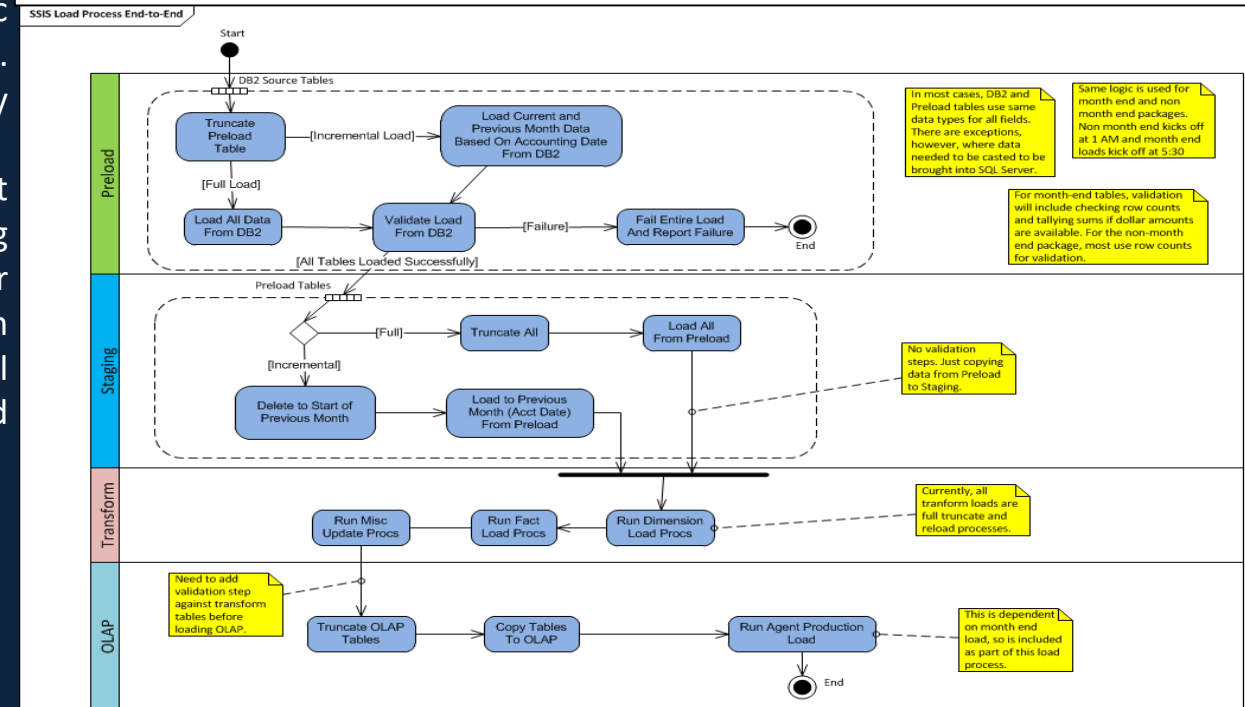 SSIS Load Process End-to-End
Start
DB2 Source Tables
Preload
Truncate
Preload
Table
[Incremental Load]
Load Current and
Previous Month Data
Based On Accounting Date
From DB2
[Full Load]
Load All Data
From DB2
Validate Load
From DB2
[Failure]
Fail Entire Load
And Report Failure
End
[All Tables Loaded Successfully]
In most cases, DB2 and
Preload tables use same
data types for all fields.
There are exceptions,
however, where data
needed to be casted to be
brought into SQL Server.
Same logic is used for
month end and non
month end packages.
Non month end kicks off
at 1 AM and month end
loads kick off at 5:30
For month-end tables, validation
will include checking row counts
and tallying sums if dollar amounts
are available. For the non-month
end package, most use row counts
for validation.
Staging
Preload Tables
[Full]
Truncate All
Load All
From Preload
[Incremental]
Delete to Start of
Previous Month
Load to Previous
Month (Acct Date)
From Preload
No validation
steps. Just copying
data from Preload
to Staging.
Transform
Run Misc
Update Procs
Run Fact
Load Procs
Run Dimension
Load Procs
Currently, all
tranform loads are
full truncate and
reload processes.
OLAP
Need to add
validation step
against transform
tables before
loading OLAP.
Truncate OLAP
Tables
Copy Tables
To OLAP
Run Agent Production
Load
End
This is dependent
on month end
load, so is included
as part of this load
process.